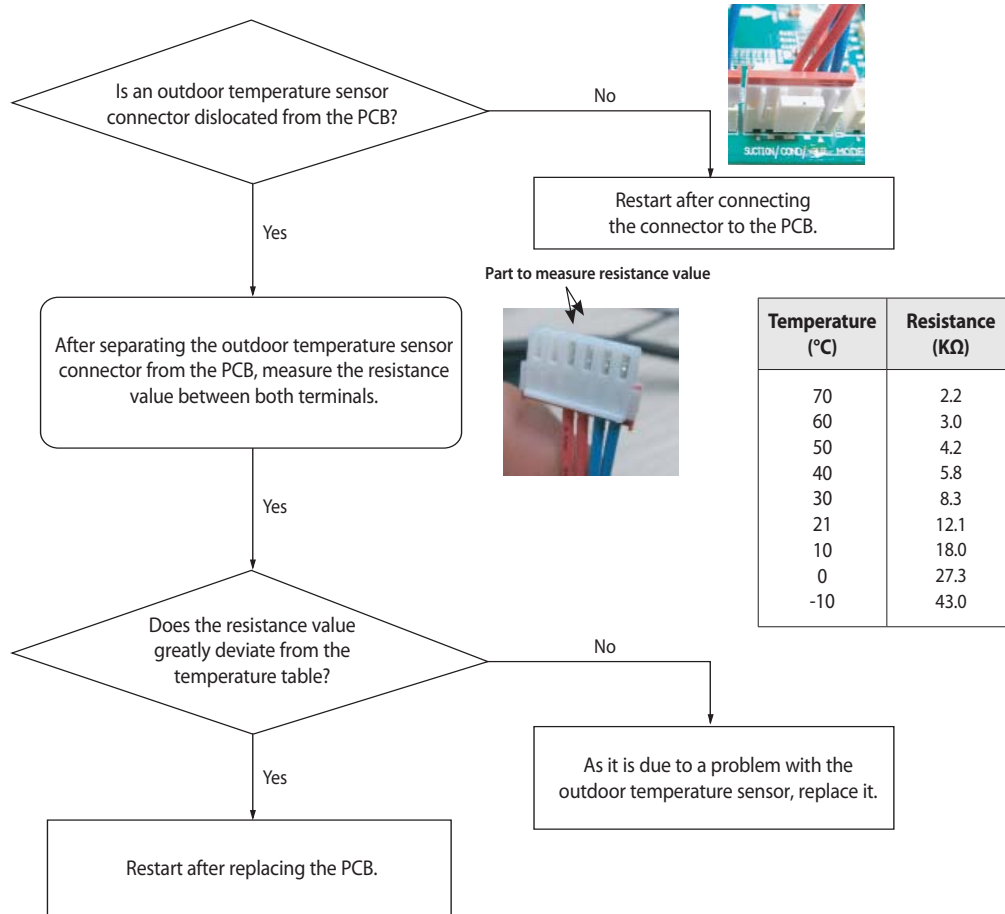 Is an outdoor temperature sensor
connector dislocated from the PCB?
No
SUCTION/COND/
MODE
Restart after connecting
the connector to the PCB.
Yes
Part to measure resistance value
After separating the outdoor temperature sensor
connector from the PCB, measure the resistance
value between both terminals.
Temperature Resistance
(°C) (KΩ)
70 2.2
60 3.0
50 4.2
40 5.8
30 8.3
21 12.1
10 18.0
0 27.3
-10 43.0
Yes
Does the resistance value
greatly deviate from the
temperature table?
No
As it is due to a problem with the
outdoor temperature sensor, replace it.
Yes
Restart after replacing the PCB.